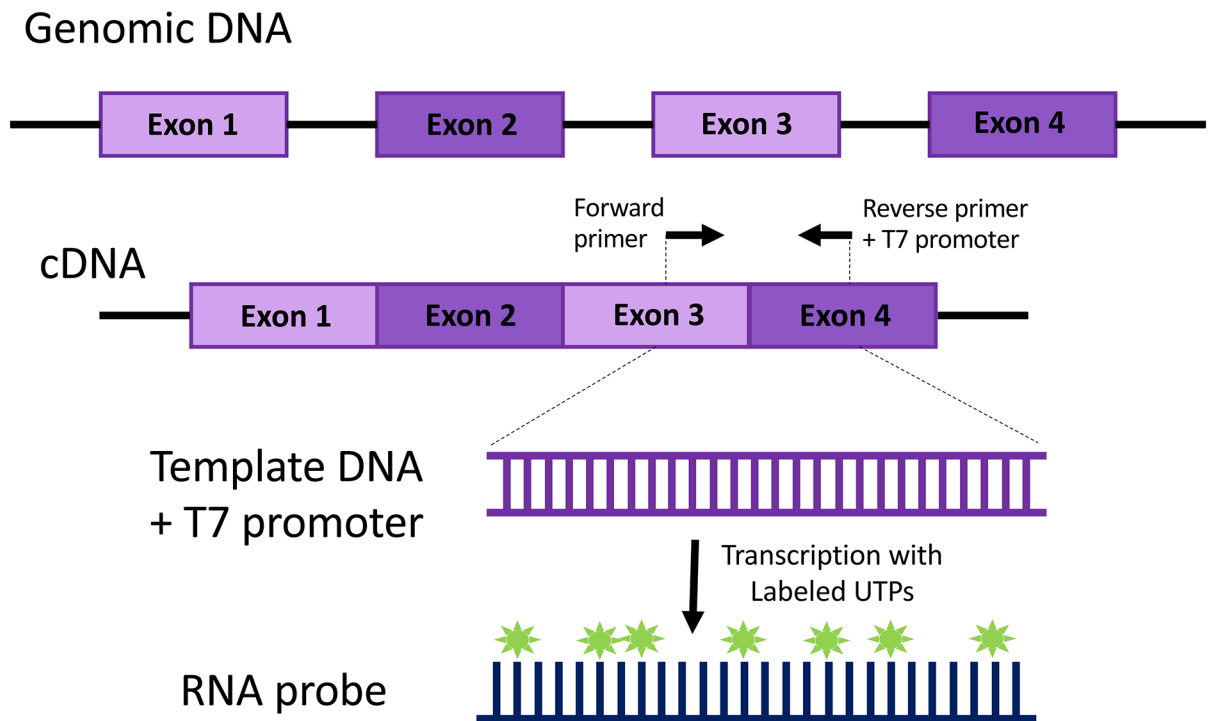 Genomic DNA
Exon 1
Exon 2
Exon 3
Exon 4
Forward
primer
Reverse primer
+ T7 promoter
cDNA
Exon 1
Exon 2
Exon 3
Exon 4
Template DNA
+ T7 promoter
Transcription with
Labeled UTPs
RNA probe